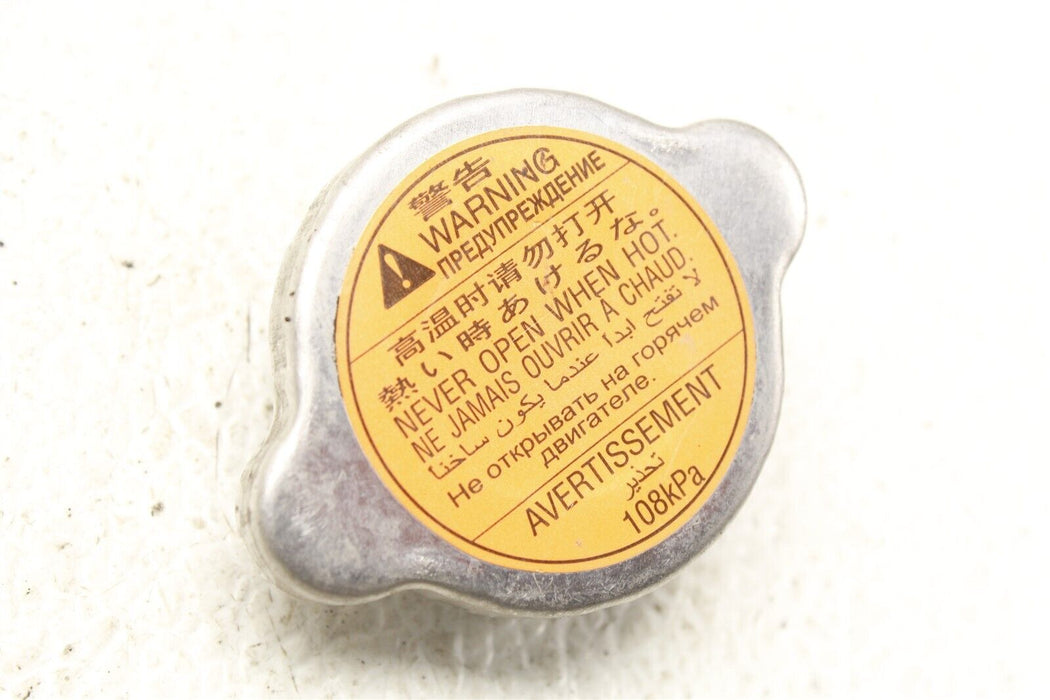 警告
WARNING
ПРЕДУПРЕЖДЕНИЕ
高温时请勿打开
熱い時あけるな。
NEVER OPEN WHEN HOT.
NE JAMAIS OUVRIR À CHAUD.
لا تفتح ابدا عندما يكون ساخنا
Не открывать на горячем
двигателе.
AVERTISSEMENT
تحذير
108kPa